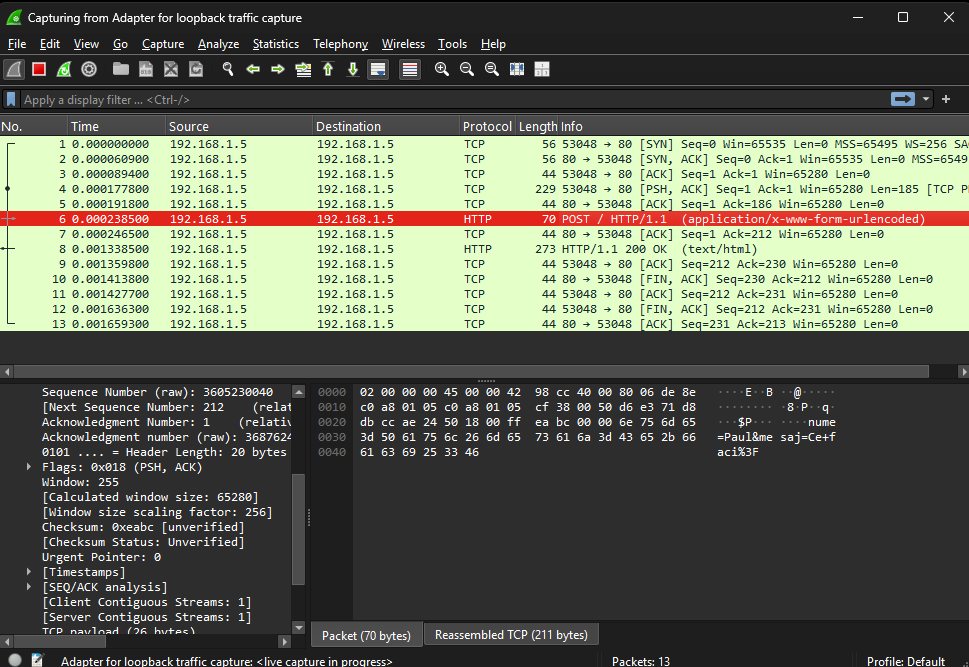 Capturing from Adapter for loopback traffic capture
File Edit View Go Capture Analyze Statistics Telephony Wireless Tools Help
Apply a display filter ... <Ctrl-/>
No. Time Source Destination Protocol Length Info
1 0.000000000 192.168.1.5 192.168.1.5 TCP 56 53048 → 80 [SYN] Seq=0 Win=65535 Len=0 MSS=65495 WS=256 SA
2 0.000060900 192.168.1.5 192.168.1.5 TCP 56 80 → 53048 [SYN, ACK] Seq=0 Ack=1 Win=65535 Len=0 MSS=6549
3 0.000089400 192.168.1.5 192.168.1.5 TCP 44 53048 → 80 [ACK] Seq=1 Ack=1 Win=65280 Len=0
4 0.000177800 192.168.1.5 192.168.1.5 TCP 229 53048 → 80 [PSH, ACK] Seq=1 Ack=1 Win=65280 Len=185 [TCP P
5 0.000191800 192.168.1.5 192.168.1.5 TCP 44 80 → 53048 [ACK] Seq=1 Ack=186 Win=65280 Len=0
6 0.000238500 192.168.1.5 192.168.1.5 HTTP 70 POST / HTTP/1.1 (application/x-www-form-urlencoded)
7 0.000246500 192.168.1.5 192.168.1.5 TCP 44 80 → 53048 [ACK] Seq=1 Ack=212 Win=65280 Len=0
8 0.001338500 192.168.1.5 192.168.1.5 HTTP 273 HTTP/1.1 200 OK (text/html)
9 0.001359800 192.168.1.5 192.168.1.5 TCP 44 53048 → 80 [ACK] Seq=212 Ack=230 Win=65280 Len=0
10 0.001413800 192.168.1.5 192.168.1.5 TCP 44 80 → 53048 [FIN, ACK] Seq=230 Ack=212 Win=65280 Len=0
11 0.001427700 192.168.1.5 192.168.1.5 TCP 44 53048 → 80 [ACK] Seq=212 Ack=231 Win=65280 Len=0
12 0.001636300 192.168.1.5 192.168.1.5 TCP 44 53048 → 80 [FIN, ACK] Seq=212 Ack=231 Win=65280 Len=0
13 0.001659300 192.168.1.5 192.168.1.5 TCP 44 80 → 53048 [ACK] Seq=231 Ack=213 Win=65280 Len=0
Sequence Number (raw): 3605230040
[Next Sequence Number: 212 (relat
Acknowledgment Number: 1 (relativ
Acknowledgment number (raw): 3687624
0101 .... = Header Length: 20 bytes
Flags: 0x018 (PSH, ACK)
Window: 255
[Calculated window size: 65280]
[Window size scaling factor: 256]
Checksum: 0xeabc [unverified]
[Checksum Status: Unverified]
Urgent Pointer: 0
[Timestamps]
[SEQ/ACK analysis]
[Client Contiguous Streams: 1]
[Server Contiguous Streams: 1]
TCP payload (26 bytes)
0000 02 00 00 00 45 00 00 42 98 cc 40 00 80 06 de 8e ····E··B ··@·····
0010 c0 a8 01 05 c0 a8 01 05 cf 38 00 50 d6 e3 71 d8 ········ ·8·P··q·
0020 db cc ae 24 50 18 00 ff ea bc 00 00 6e 75 6d 65 ···$P··· ····nume
0030 3d 50 61 75 6c 26 6d 65 73 61 6a 3d 43 65 2b 66 =Paul&me saj=Ce+f
0040 61 63 69 25 33 46 aci%3F
Packet (70 bytes) Reassembled TCP (211 bytes)
Adapter for loopback traffic capture: <live capture in progress> Packets: 13 Profile: Default